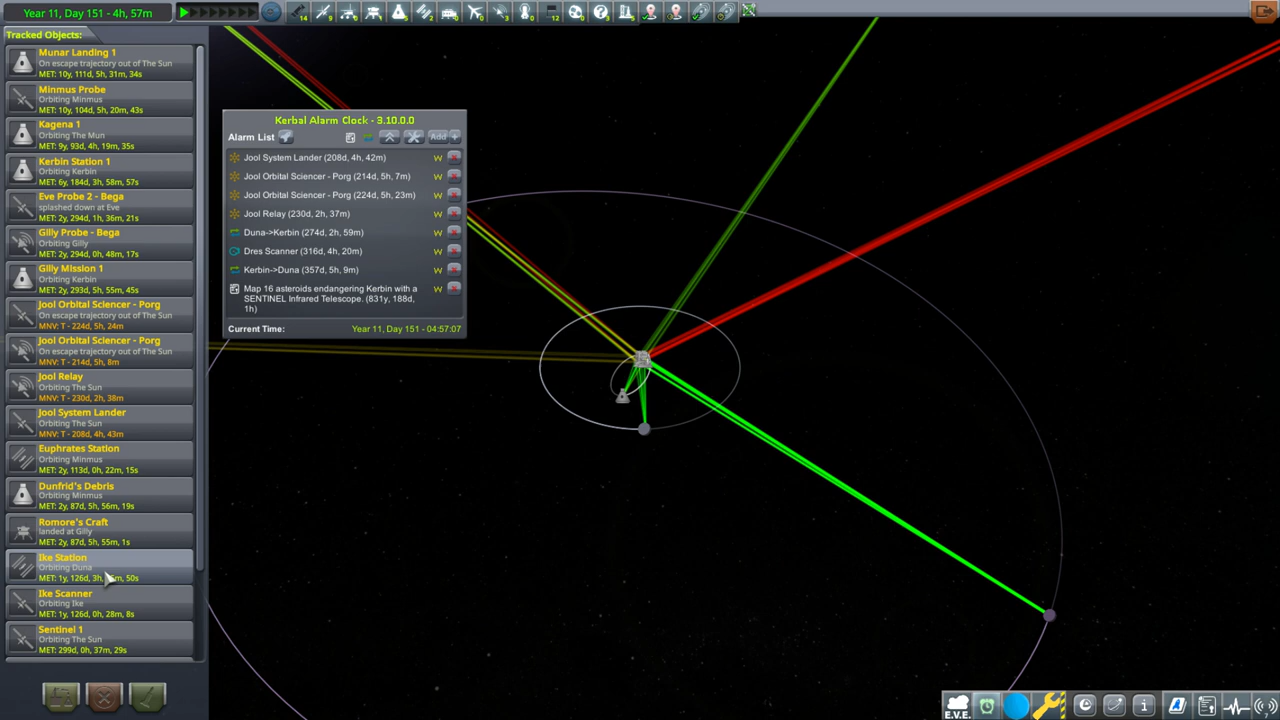 Year 11, Day 151 - 4h, 57m
Tracked Objects:
Munar Landing 1
On escape trajectory out of The Sun
MET: 10y, 111d, 5h, 31m, 34s
Minmus Probe
Orbiting Minmus
MET: 10y, 104d, 5h, 20m, 43s
Kagena 1
Orbiting The Mun
MET: 9y, 93d, 4h, 19m, 35s
Kerbin Station 1
Orbiting Kerbin
MET: 6y, 184d, 3h, 58m, 57s
Eve Probe 2 - Bega
splashed down at Eve
MET: 2y, 294d, 1h, 36m, 21s
Gilly Probe - Bega
Orbiting Gilly
MET: 2y, 294d, 0h, 48m, 17s
Gilly Mission 1
Orbiting Kerbin
MET: 2y, 293d, 5h, 55m, 45s
Jool Orbital Sciencer - Porg
On escape trajectory out of The Sun
MNV: T - 224d, 5h, 24m
Jool Orbital Sciencer - Porg
On escape trajectory out of The Sun
MNV: T - 214d, 5h, 8m
Jool Relay
Orbiting The Sun
MNV: T - 230d, 2h, 38m
Jool System Lander
Orbiting The Sun
MNV: T - 208d, 4h, 43m
Euphrates Station
Orbiting Minmus
MET: 2y, 113d, 0h, 22m, 15s
Dunfrid's Debris
Orbiting Minmus
MET: 2y, 87d, 5h, 56m, 19s
Romore's Craft
landed at Gilly
MET: 2y, 87d, 5h, 55m, 1s
Ike Station
Orbiting Duna
MET: 1y, 126d, 50s
Ike Scanner
Orbiting Ike
MET: 1y, 126d, 0h, 28m, 8s
Sentinel 1
Orbiting The Sun
MET: 299d, 0h, 37m, 29s
Kerbal Alarm Clock - 3.10.0.0
Alarm List Add +
Jool System Lander (208d, 4h, 42m) W
Jool Orbital Sciencer - Porg (214d, 5h, 7m) W
Jool Orbital Sciencer - Porg (224d, 5h, 23m) W
Jool Relay (230d, 2h, 37m) W
Duna->Kerbin (274d, 2h, 59m) W
Dres Scanner (316d, 4h, 20m) W
Kerbin->Duna (357d, 5h, 9m) W
Map 16 asteroids endangering Kerbin with a W
SENTINEL Infrared Telescope. (831y, 188d,
1h)
Current Time: Year 11, Day 151 - 04:57:07
E.V.E.